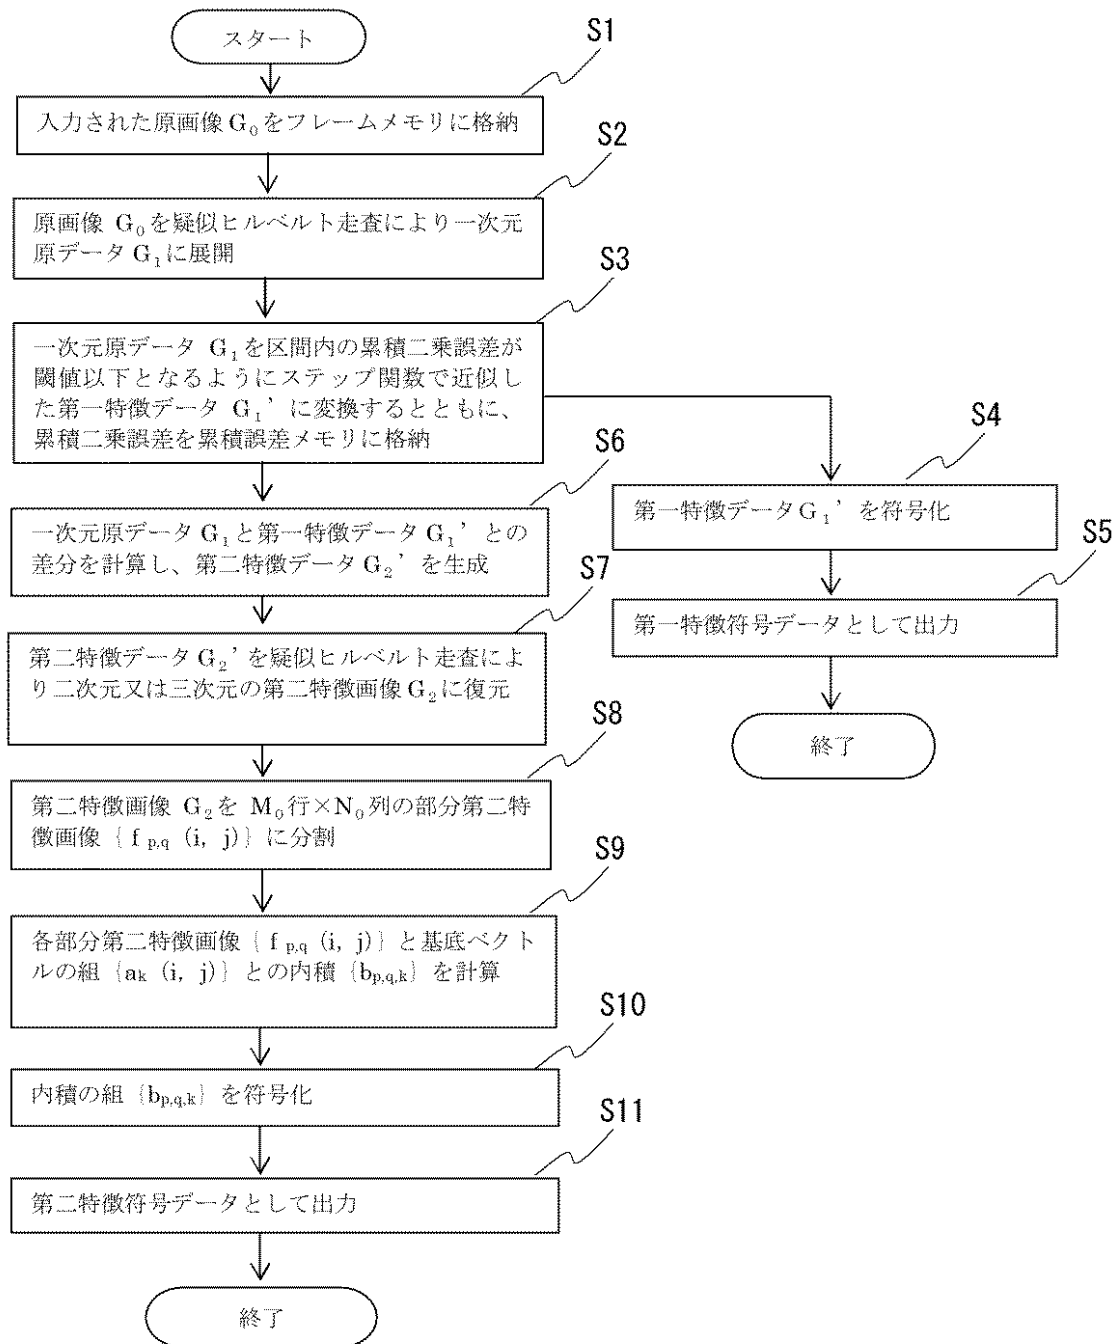 スタート
S1
入力された原画像G₀をフレームメモリに格納
S2
原画像 G₀を疑似ヒルベルト走査により一次元
原データG₁に展開
S3
一次元原データ G₁を区間内の累積二乗誤差が
閾値以下となるようにステップ関数で近似し
た第一特徴データ G₁’に変換するとともに、
累積二乗誤差を累積誤差メモリに格納
S4
第一特徴データG₁’を符号化
S5
第一特徴符号データとして出力
終了
S6
一次元原データG₁と第一特徴データG₁’との
差分を計算し、第二特徴データG₂’を生成
S7
第二特徴データG₂’を疑似ヒルベルト走査によ
り二次元又は三次元の第二特徴画像G₂に復元
S8
第二特徴画像 G₂を M₀行×N₀列の部分第二特
徴画像{f p,q (i, j)}に分割
S9
各部分第二特徴画像{f p,q (i, j)}と基底ベクト
ルの組{ak (i, j)}との内積{bp,q,k}を計算
S10
内積の組{bp,q,k}を符号化
S11
第二特徴符号データとして出力
終了